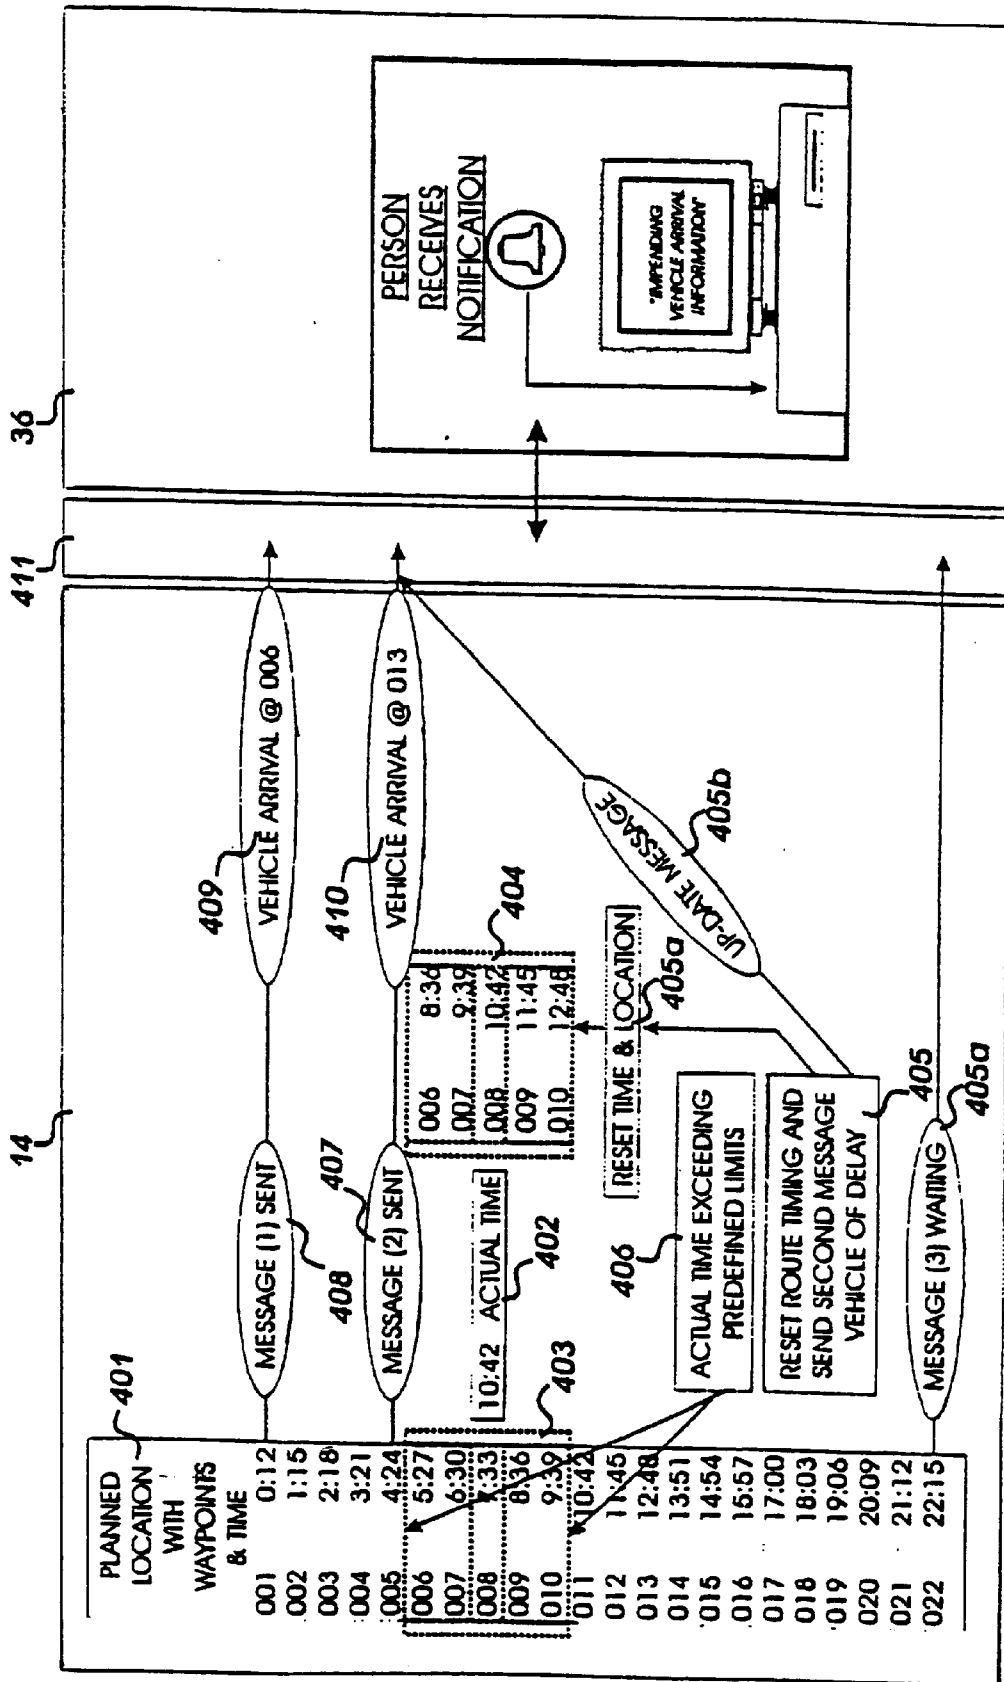 14
411
36
PLANNED
LOCATION
WITH
WAYPOINTS
& TIME
401
001 0:12
002 1:15
003 2:18
004 3:21
005 4:24
006 5:27
007 6:30
008 7:33
009 8:36
010 9:39
011 10:42
012 11:45
013 12:48
014 13:51
015 14:54
016 15:57
017 17:00
018 18:03
019 19:06
020 20:09
021 21:12
022 22:15
MESSAGE (1) SENT
408
VEHICLE ARRIVAL @ 006
409
MESSAGE (2) SENT
407
VEHICLE ARRIVAL @ 013
410
10:42 ACTUAL TIME
402
403
006 8:36
007 9:39
008 10:42
009 11:45
010 12:48
404
RESET TIME & LOCATION
405a
ACTUAL TIME EXCEEDING
PREDEFINED LIMITS
406
RESET ROUTE TIMING AND
SEND SECOND MESSAGE
VEHICLE OF DELAY
405
UP-DATE MESSAGE
405b
MESSAGE (3) WAITING
405a
PERSON
RECEIVES
NOTIFICATION
"IMPENDING
VEHICLE ARRIVAL
INFORMATION"